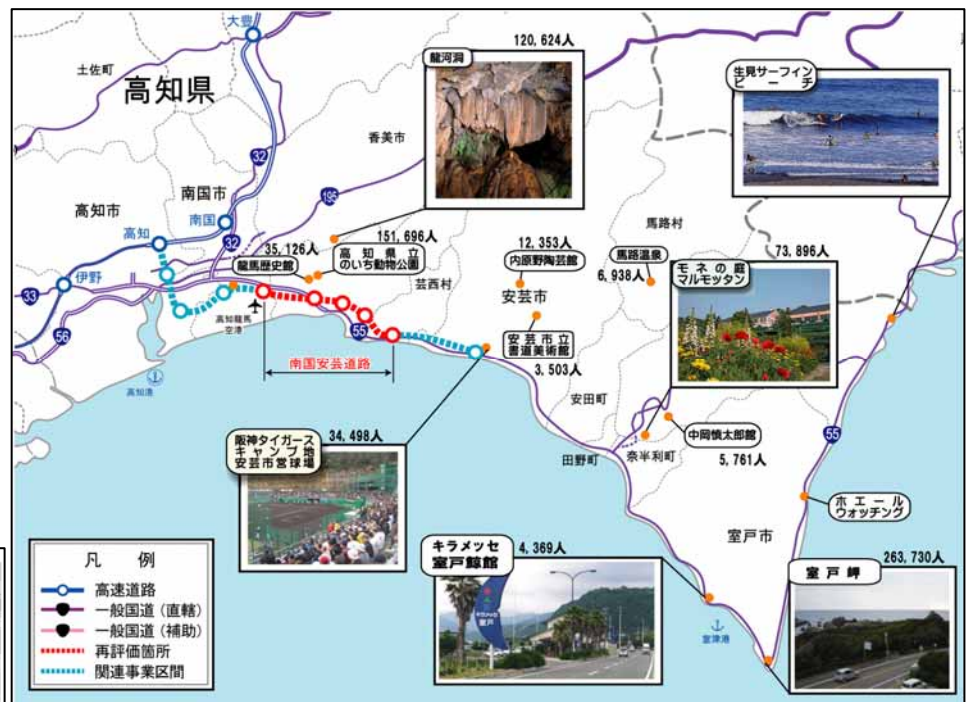 大豊
土佐町
高知県
32
香美市
195
120,624人
龍河洞
生見サーフィン
ビーチ
高知市
南国市
南国
高知
32
伊野
33
56
35,126人
龍馬歴史館
151,696人
高知県立
のいち動物公園
芸西村
高知龍馬
空港
55
南国安芸道路
高知港
12,353人
内原野陶芸館
安芸市
安芸市立
書道美術館
3,503人
馬路村
馬路温泉
6,938人
73,896人
モネの庭
マルモッタン
安田町
田野町
奈半利町
中岡慎太郎館
5,761人
55
ホエール
ウォッチング
室戸市
阪神タイガース
キャンプ地
安芸市営球場
34,498人
キラメッセ
室戸鯨館
4,369人
キラメッセ
室戸
室津港
263,730人
室戸岬
凡例
高速道路
一般国道(直轄)
一般国道(補助)
再評価箇所
関連事業区間